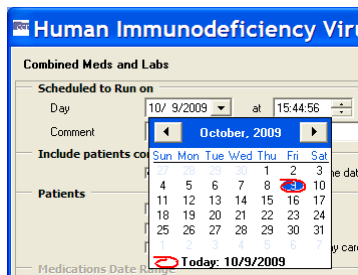 Human Immunodeficiency Viru
Combined Meds and Labs
Scheduled to Run on
Day 10/ 9/2009 at 15:44:56
Comment
October, 2009
Include patients co
Sun Mon Tue Wed Thu Fri Sat
27 28 29 30 1 2 3
4 5 6 7 8 9 10
11 12 13 14 15 16 17
18 19 20 21 22 23 24
25 26 27 28 29 30 31
1 2 3 4 5 6 7
Today: 10/9/2009
e dat
Patients
y care
Medications Date Range